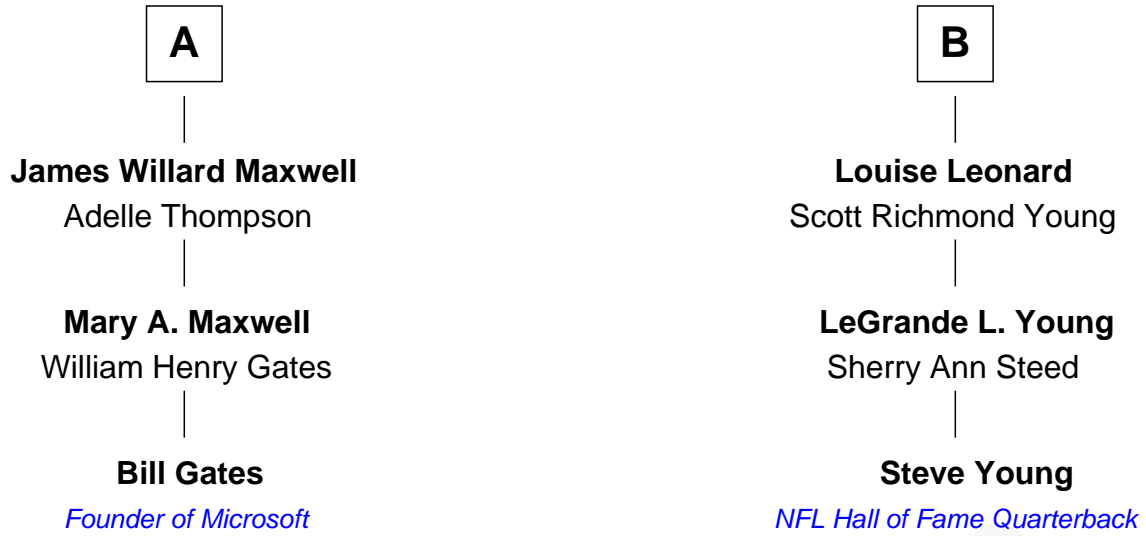 A
B
James Willard Maxwell
Louise Leonard
Adelle Thompson
Scott Richmond Young
Mary A. Maxwell
LeGrande L. Young
William Henry Gates
Sherry Ann Steed
Bill Gates
Steve Young
Founder of Microsoft
NFL Hall of Fame Quarterback